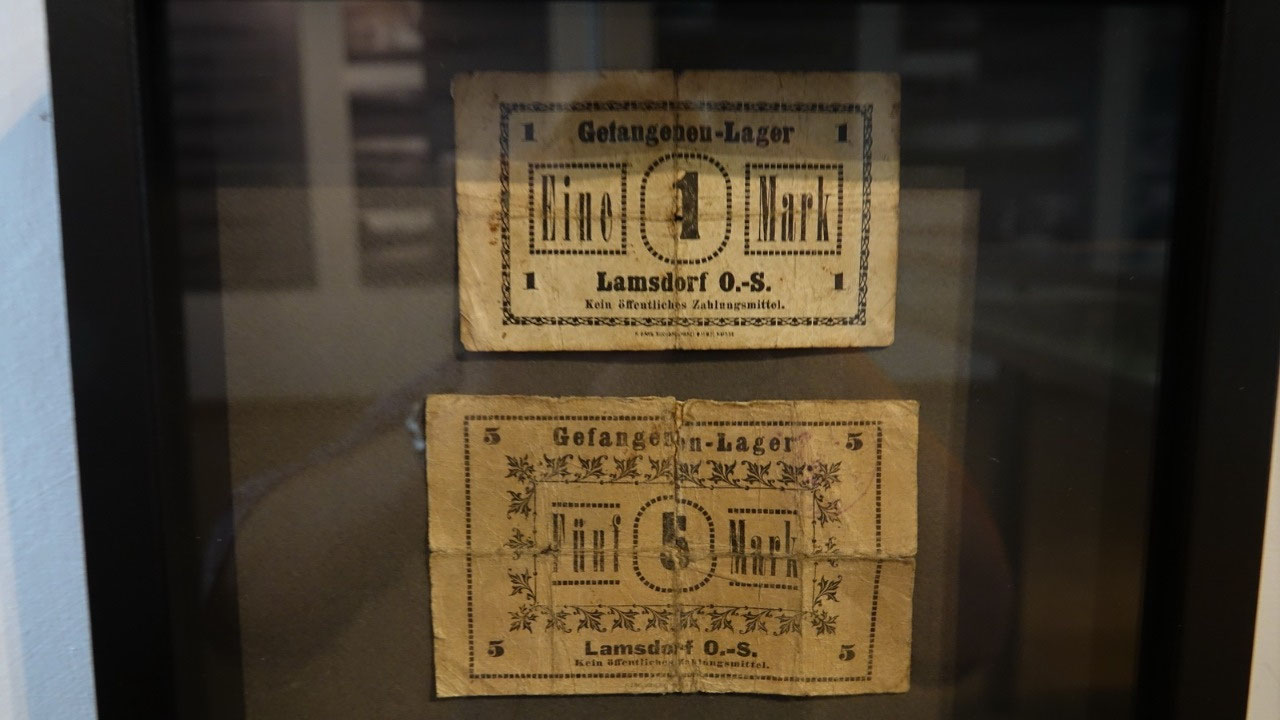 1 Gefangenen-Lager 1
Eine 1 Mark
1 Lamsdorf O.-S. 1
Kein öffentliches Zahlungsmittel.
5 Gefangenen-Lager 5
Fünf 5 Mark
5 Lamsdorf O.-S. 5
Kein öffentliches Zahlungsmittel.